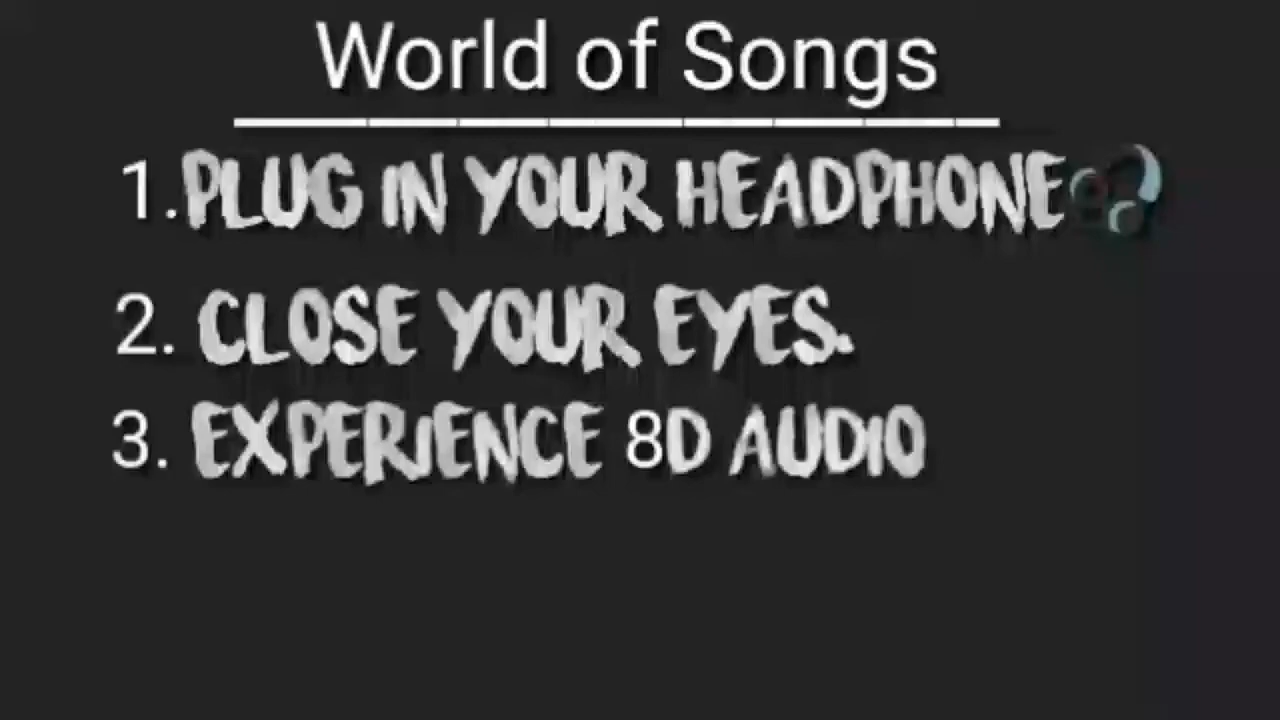 World of Songs
1.PLUG IN YOUR HEADPHONE
2. CLOSE YOUR EYES.
3. EXPERIENCE 8D AUDIO